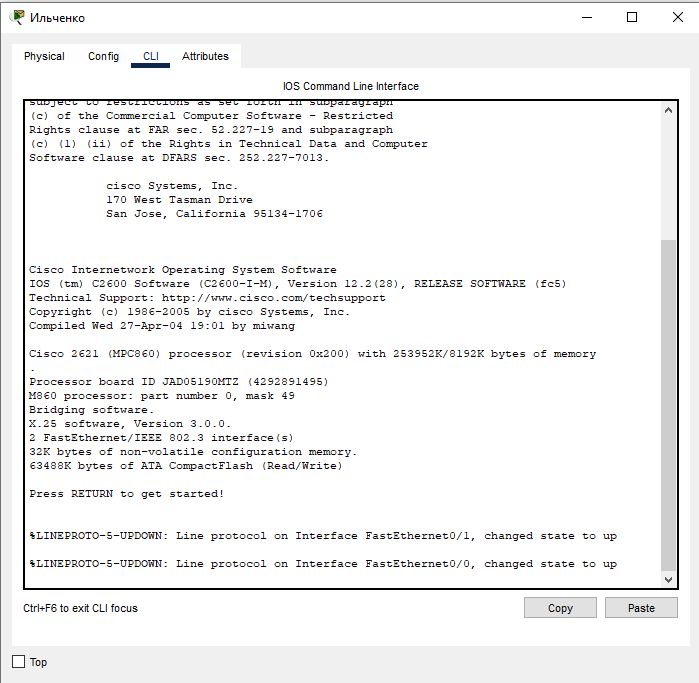 Ильченко
Physical Config CLI Attributes
IOS Command Line Interface
subject to restrictions as set forth in subparagraph
(c) of the Commercial Computer Software - Restricted
Rights clause at FAR sec. 52.227-19 and subparagraph
(c) (1) (ii) of the Rights in Technical Data and Computer
Software clause at DFARS sec. 252.227-7013.
cisco Systems, Inc.
170 West Tasman Drive
San Jose, California 95134-1706
Cisco Internetwork Operating System Software
IOS (tm) C2600 Software (C2600-I-M), Version 12.2(28), RELEASE SOFTWARE (fc5)
Technical Support: http://www.cisco.com/techsupport
Copyright (c) 1986-2005 by cisco Systems, Inc.
Compiled Wed 27-Apr-04 19:01 by miwang
Cisco 2621 (MPC860) processor (revision 0x200) with 253952K/8192K bytes of memory
.
Processor board ID JAD05190MTZ (4292891495)
M860 processor: part number 0, mask 49
Bridging software.
X.25 software, Version 3.0.0.
2 FastEthernet/IEEE 802.3 interface(s)
32K bytes of non-volatile configuration memory.
63488K bytes of ATA CompactFlash (Read/Write)
Press RETURN to get started!
%LINEPROTO-5-UPDOWN: Line protocol on Interface FastEthernet0/1, changed state to up
%LINEPROTO-5-UPDOWN: Line protocol on Interface FastEthernet0/0, changed state to up
Ctrl+F6 to exit CLI focus
Copy Paste
Top